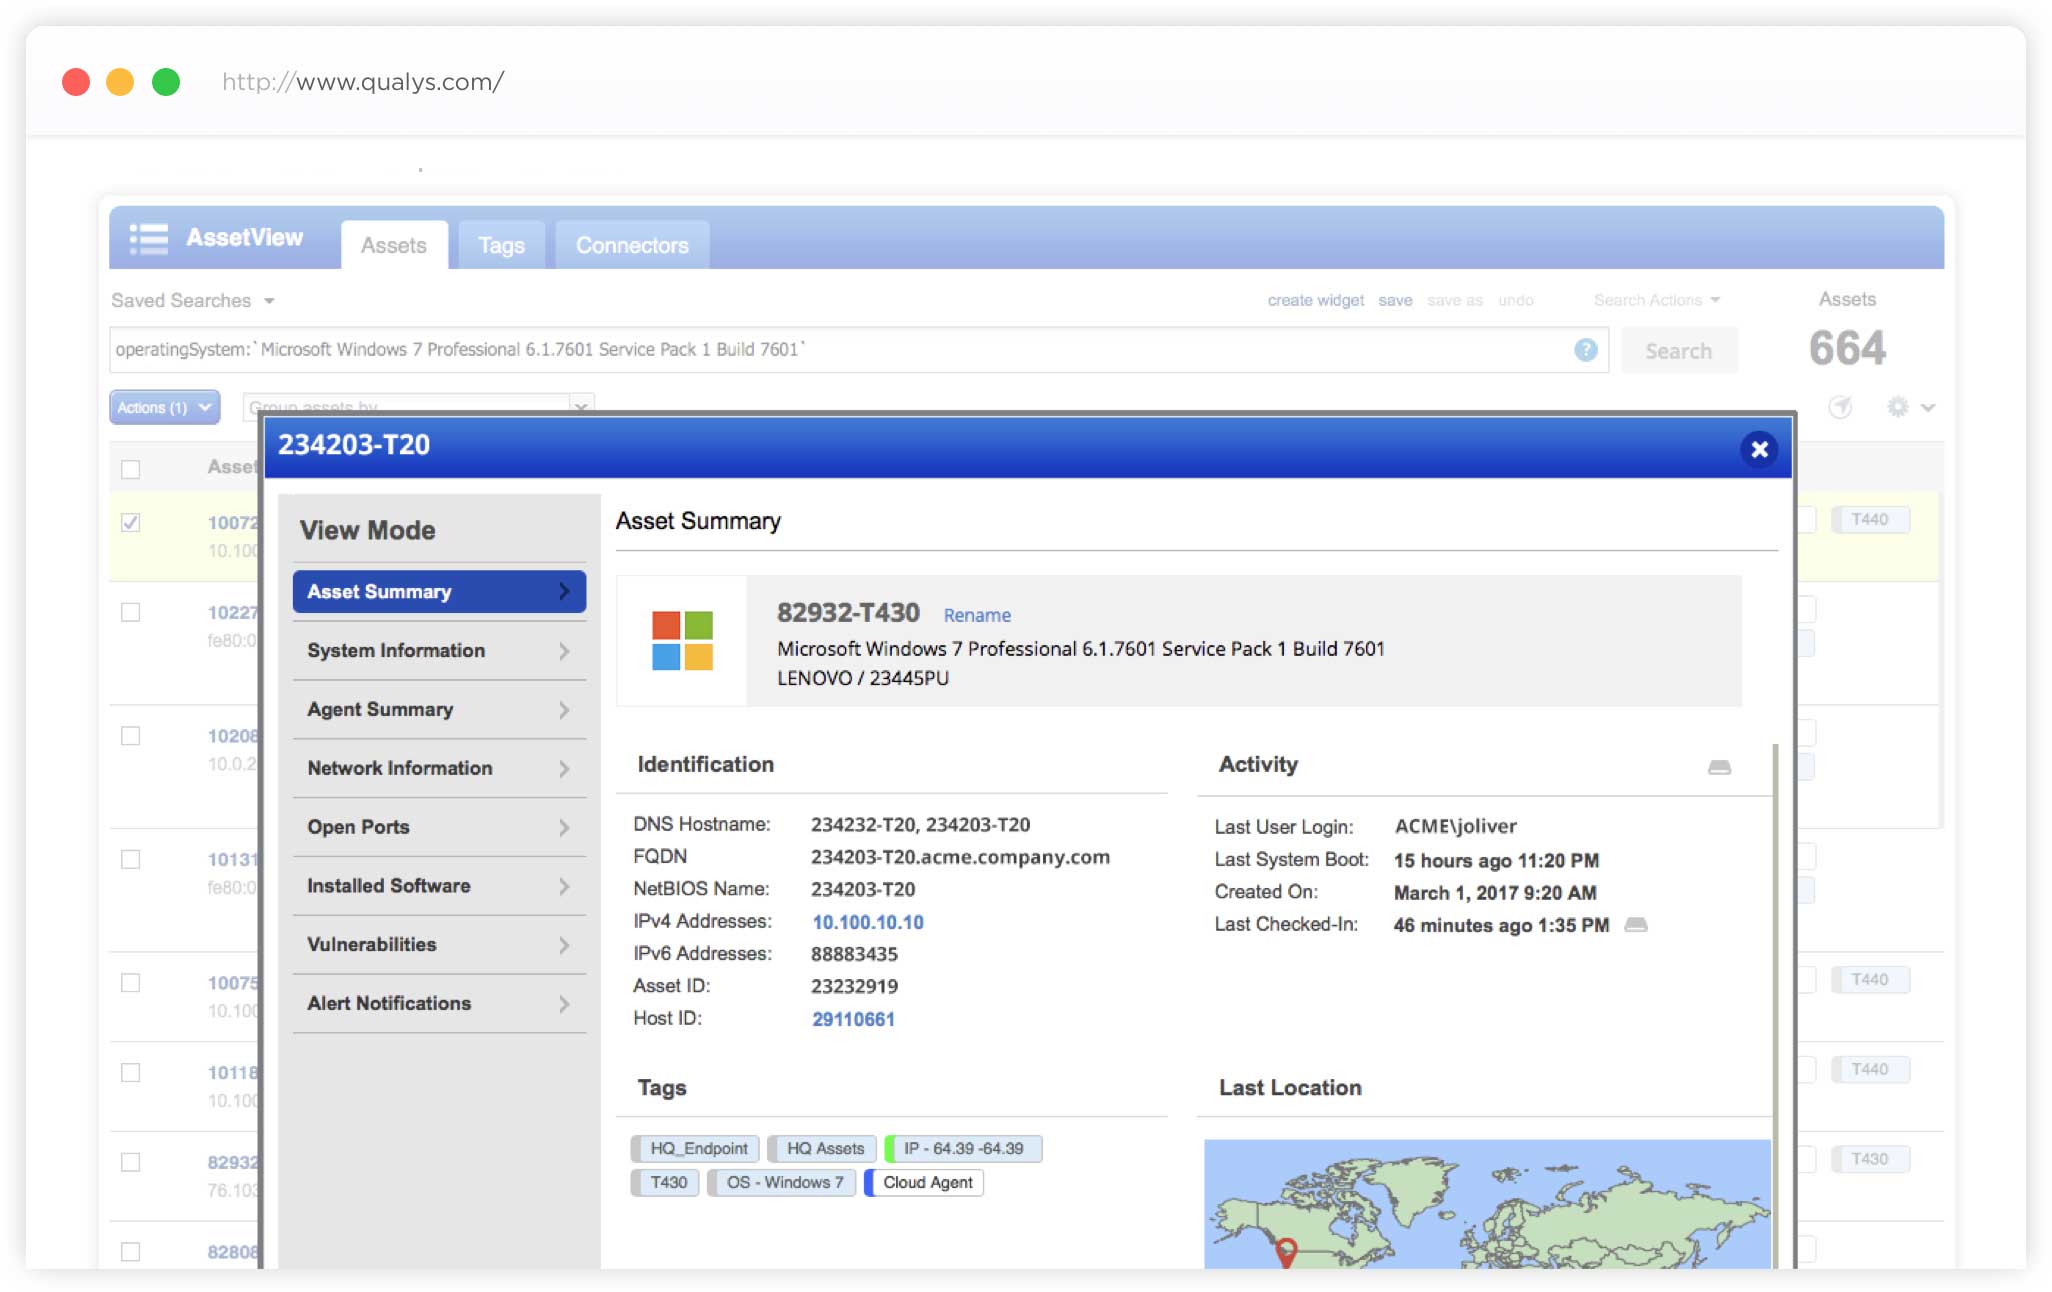 http://www.qualys.com/
AssetView
Assets
Tags
Connectors
Saved Searches
create widget save save as undo
Search Actions
Assets
operatingSystem:`Microsoft Windows 7 Professional 6.1.7601 Service Pack 1 Build 7601`
?
Search
664
Actions (1)
Group assets by
234203-T20
View Mode
Asset Summary
System Information
Agent Summary
Network Information
Open Ports
Installed Software
Vulnerabilities
Alert Notifications
Asset Summary
82932-T430 Rename
Microsoft Windows 7 Professional 6.1.7601 Service Pack 1 Build 7601
LENOVO / 23445PU
Identification
DNS Hostname: 234232-T20, 234203-T20
FQDN 234203-T20.acme.company.com
NetBIOS Name: 234203-T20
IPv4 Addresses: 10.100.10.10
IPv6 Addresses: 88883435
Asset ID: 23232919
Host ID: 29110661
Activity
Last User Login: ACME\joliver
Last System Boot: 15 hours ago 11:20 PM
Created On: March 1, 2017 9:20 AM
Last Checked-In: 46 minutes ago 1:35 PM
Tags
HQ_Endpoint HQ Assets IP - 64.39 -64.39
T430 OS - Windows 7 Cloud Agent
Last Location
Asset
10072
10.100
10227
fe80:0
10208
10.0.2
10131
fe80:0
10075
10.100
10118
10.100
82932
76.103
82808
T440
T440
T440
T430